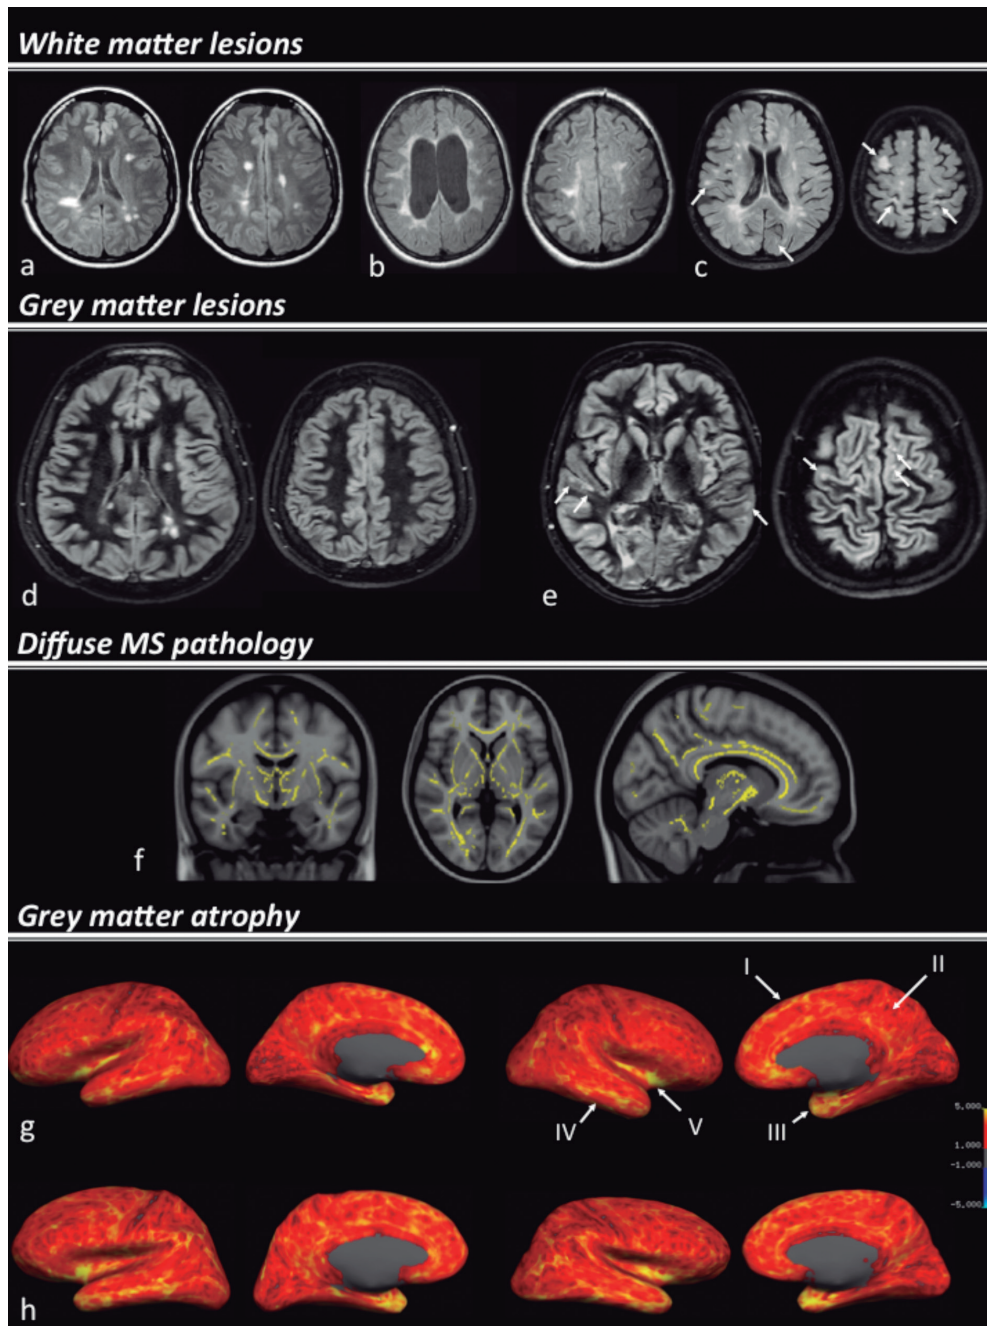 White matter lesions
a
b
c
Grey matter lesions
d
e
Diffuse MS pathology
f
Grey matter atrophy
I
II
IV
V
III
g
5.000
1.000
-1.000
-5.000
h